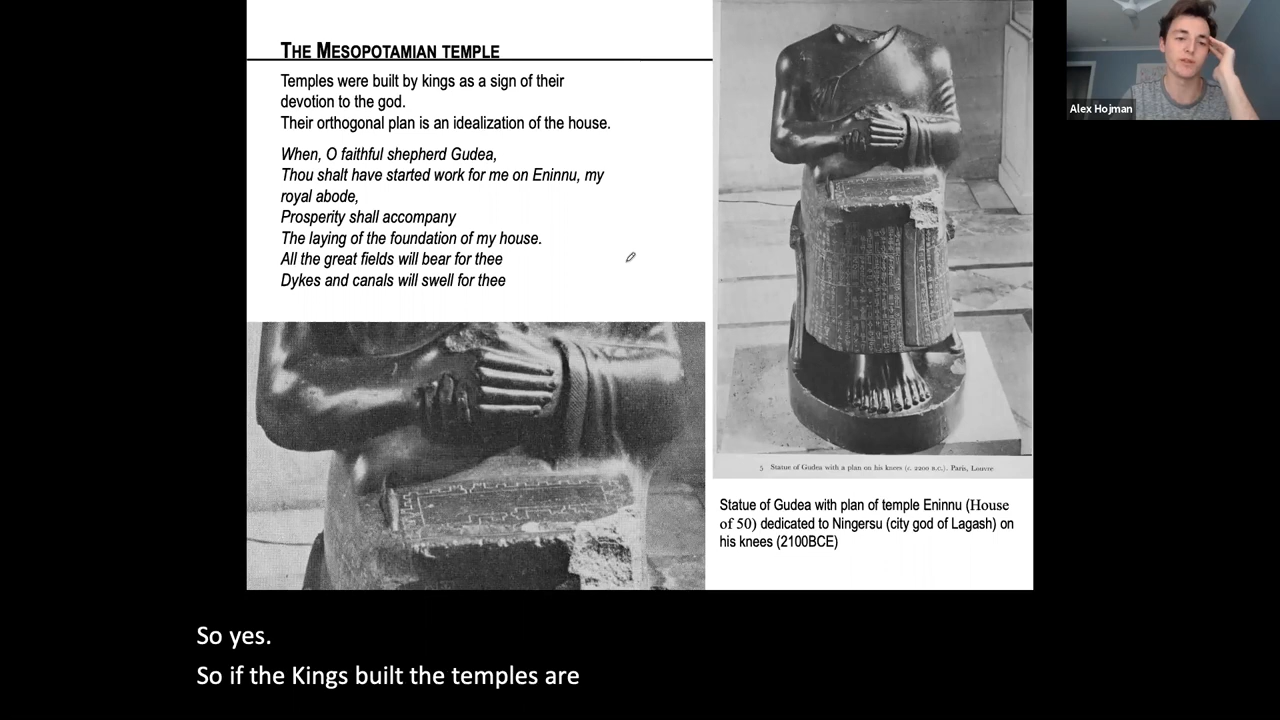 THE MESOPOTAMIAN TEMPLE
Temples were built by kings as a sign of their
devotion to the god.
Their orthogonal plan is an idealization of the house.
When, O faithful shepherd Gudea,
Thou shalt have started work for me on Eninnu, my
royal abode,
Prosperity shall accompany
The laying of the foundation of my house.
All the great fields will bear for thee
Dykes and canals will swell for thee
5 Statue of Gudea with a plan on his knees (c. 2200 B.C.). Paris, Louvre
Statue of Gudea with plan of temple Eninnu (House
of 50) dedicated to Ningersu (city god of Lagash) on
his knees (2100BCE)
Alex Hojman
So yes.
So if the Kings built the temples are